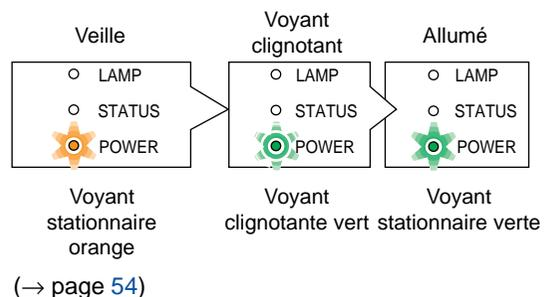 Veille
Voyant
clignotant
Allumé
LAMP
STATUS
POWER
LAMP
STATUS
POWER
LAMP
STATUS
POWER
Voyant
stationnaire
orange
Voyant
clignotante vert
Voyant
stationnaire verte
(→ page 54)